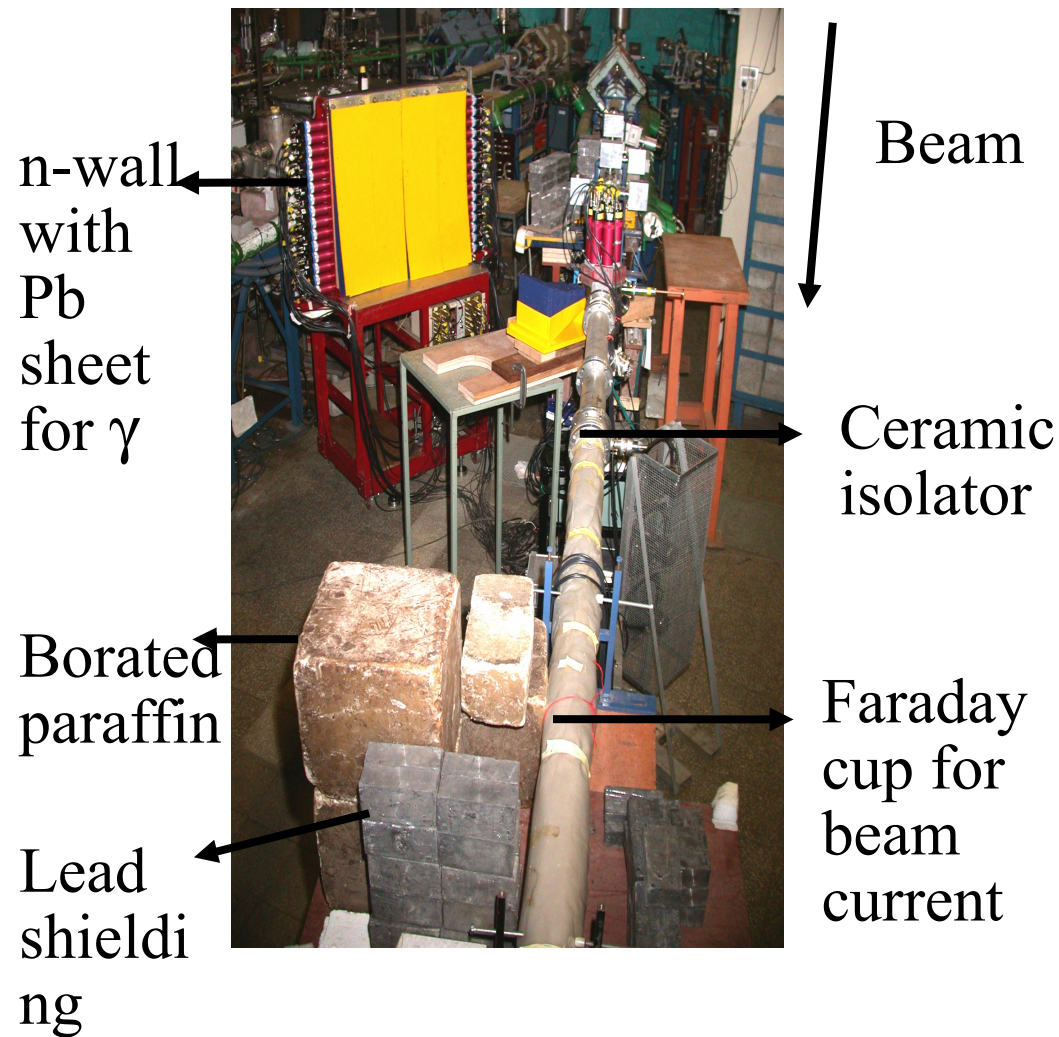 n-wall
with
Pb
sheet
for γ
Beam
Ceramic
isolator
Borated
paraffin
Faraday
cup for
beam
current
Lead
shieldi
ng